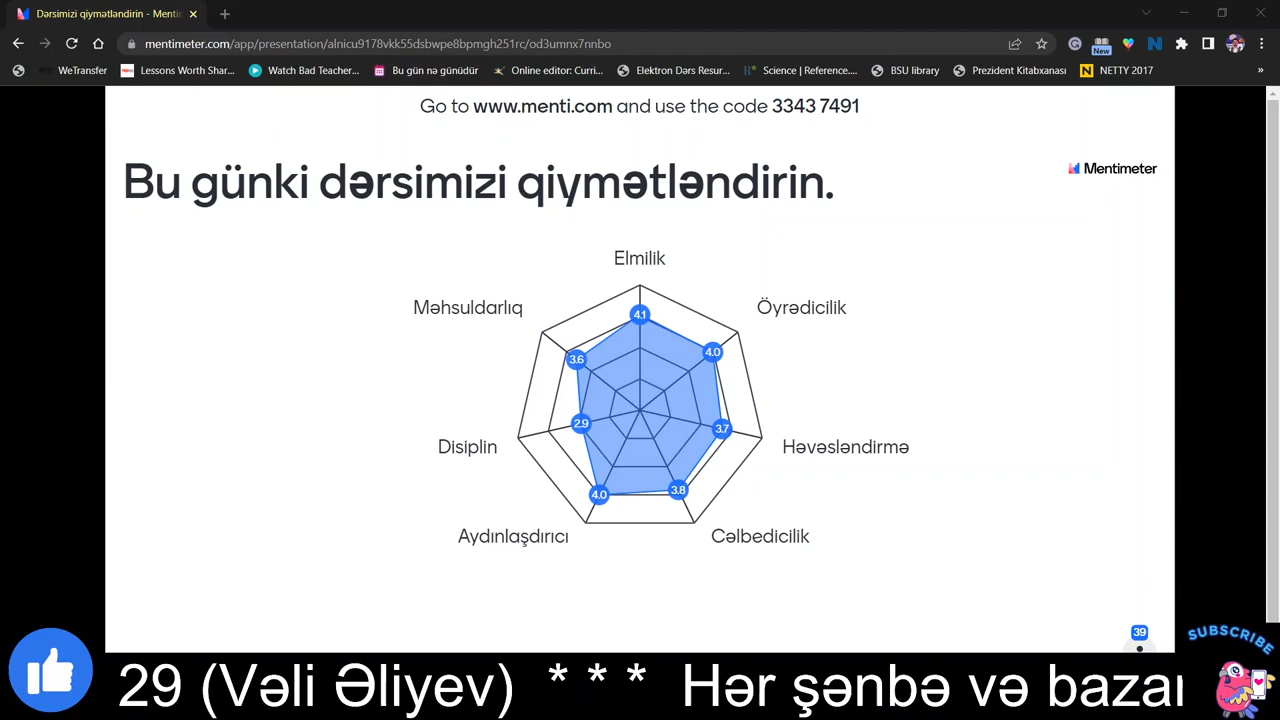 Dərsimizi qiymətləndirin - Menti
mentimeter.com/app/presentation/alnicu9178vkk55dsbwpe8bpmgh251rc/od3umnx7nnbo
New
WeTransfer
Lessons Worth Shar...
Watch Bad Teacher...
Bu gün nə günüdür
Online editor: Curri...
Elektron Dərs Resur...
Science | Reference....
BSU library
Prezident Kitabxanası
NETTY 2017
»
Go to www.menti.com and use the code 3343 7491
Bu günki dərsimizi qiymətləndirin.
Mentimeter
Elmilik
Məhsuldarlıq
Öyrədicilik
4.1
4.0
3.6
2.9
3.7
Disiplin
Həvəsləndirmə
4.0
3.8
Aydınlaşdırıcı
Cəlbedicilik
39
SUBSCRIBE
29 (Vəli Əliyev) * * * Hər şənbə və bazar